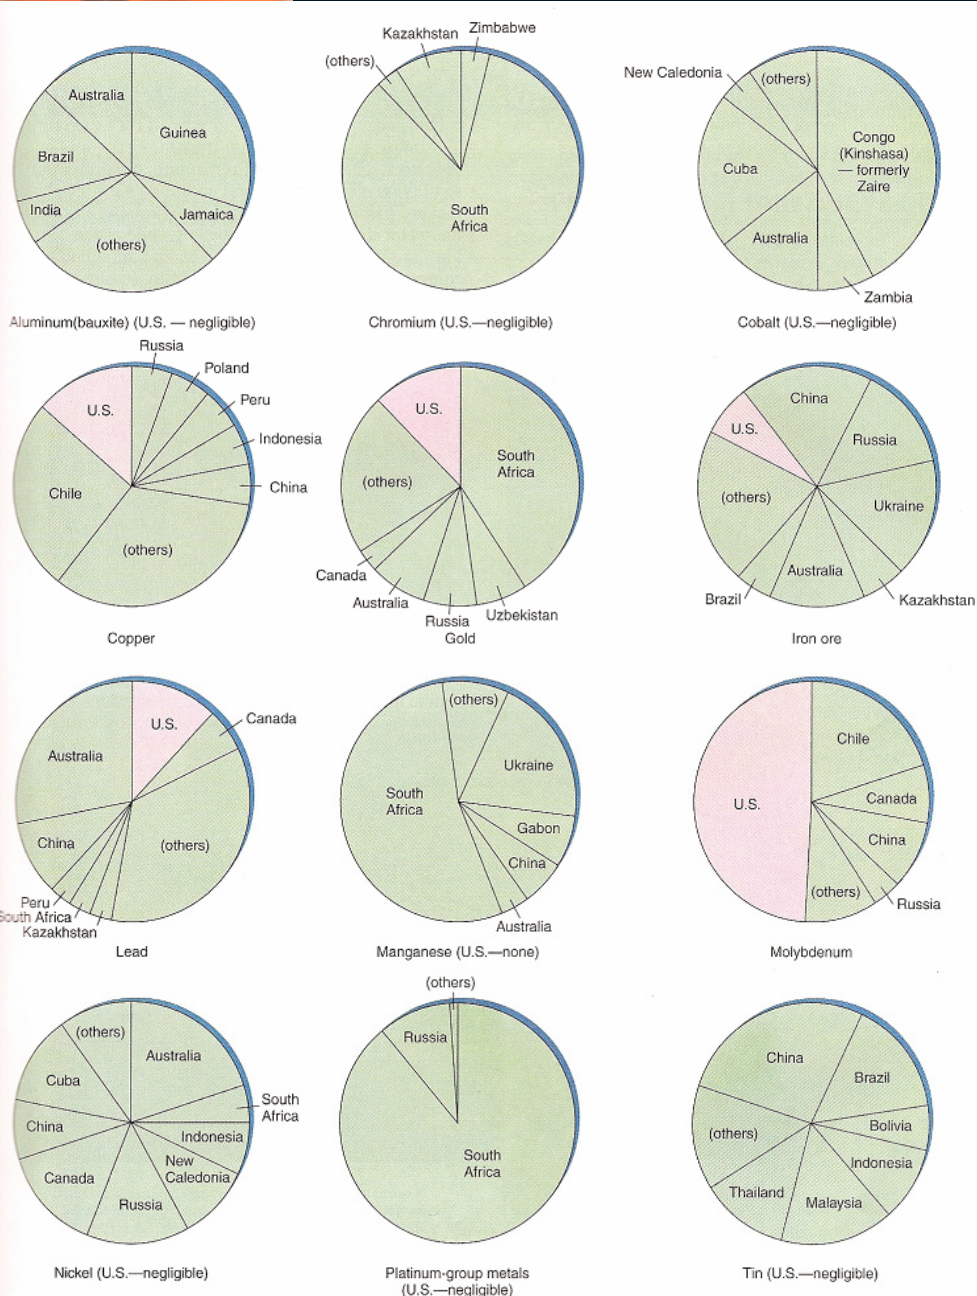 Australia
Guinea
Brazil
India
Jamaica
(others)
Aluminum(bauxite) (U.S. — negligible)
Kazakhstan
Zimbabwe
(others)
South
Africa
Chromium (U.S.—negligible)
New Caledonia
(others)
Congo
(Kinshasa)
— formerly
Zaire
Cuba
Australia
Zambia
Cobalt (U.S.—negligible)
Russia
Poland
Peru
Indonesia
China
U.S.
Chile
(others)
Copper
U.S.
South
Africa
(others)
Canada
Australia
Russia
Uzbekistan
Gold
China
U.S.
Russia
(others)
Ukraine
Australia
Brazil
Kazakhstan
Iron ore
U.S.
Canada
Australia
China
(others)
Peru
South Africa
Kazakhstan
Lead
(others)
Ukraine
South
Africa
Gabon
China
Australia
Manganese (U.S.—none)
Chile
U.S.
Canada
China
(others)
Russia
Molybdenum
(others)
Australia
Cuba
South
Africa
China
Indonesia
New
Caledonia
Canada
Russia
Nickel (U.S.—negligible)
(others)
Russia
South
Africa
Platinum-group metals
(U.S.—negligible)
China
Brazil
Bolivia
(others)
Indonesia
Thailand
Malaysia
Tin (U.S.—negligible)